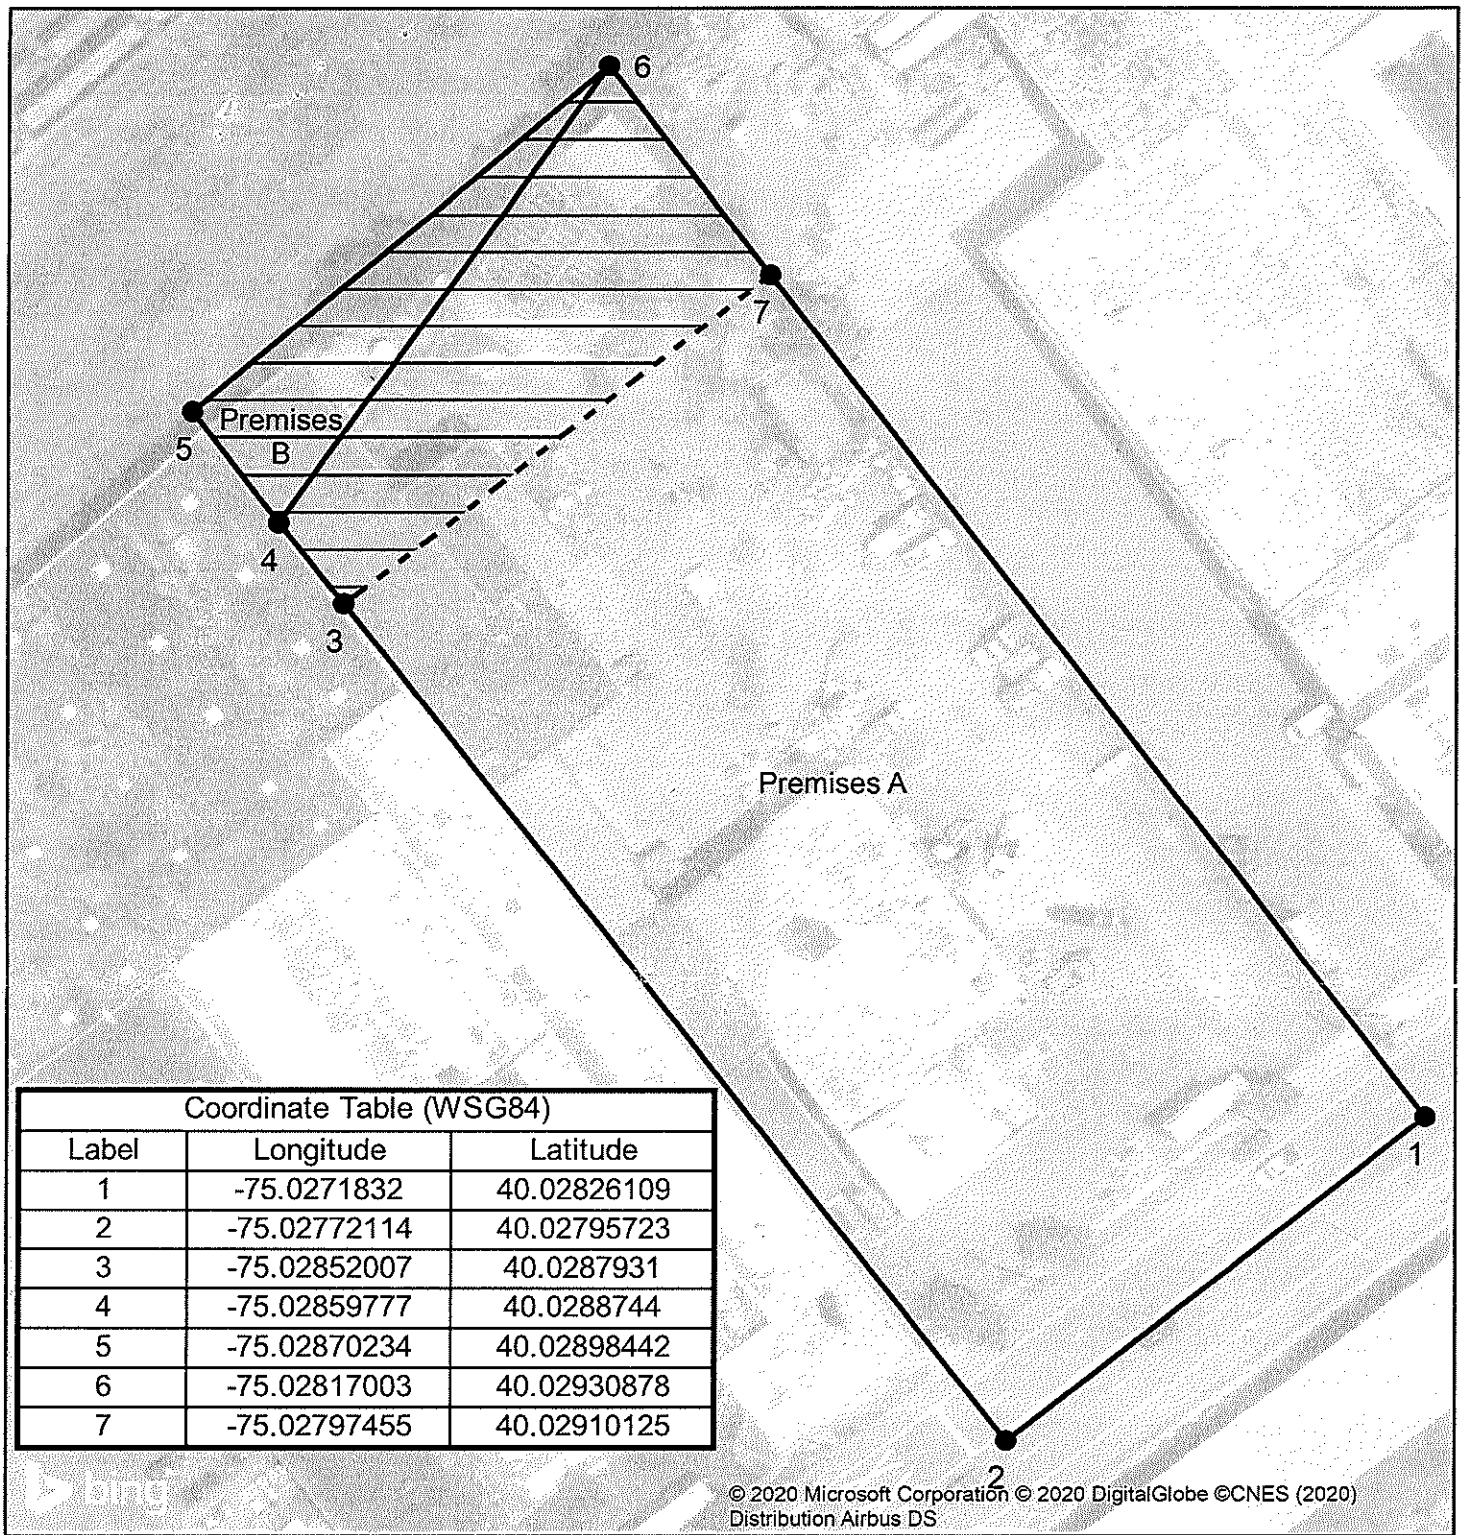 6
7
5
Premises
B
4
3
Premises A
1
2
Coordinate Table (WSG84)
Label Longitude Latitude
1 -75.0271832 40.02826109
2 -75.02772114 40.02795723
3 -75.02852007 40.0287931
4 -75.02859777 40.0288744
5 -75.02870234 40.02898442
6 -75.02817003 40.02930878
7 -75.02797455 40.02910125
bing
© 2020 Microsoft Corporation © 2020 DigitalGlobe ©CNES (2020)
Distribution Airbus DS